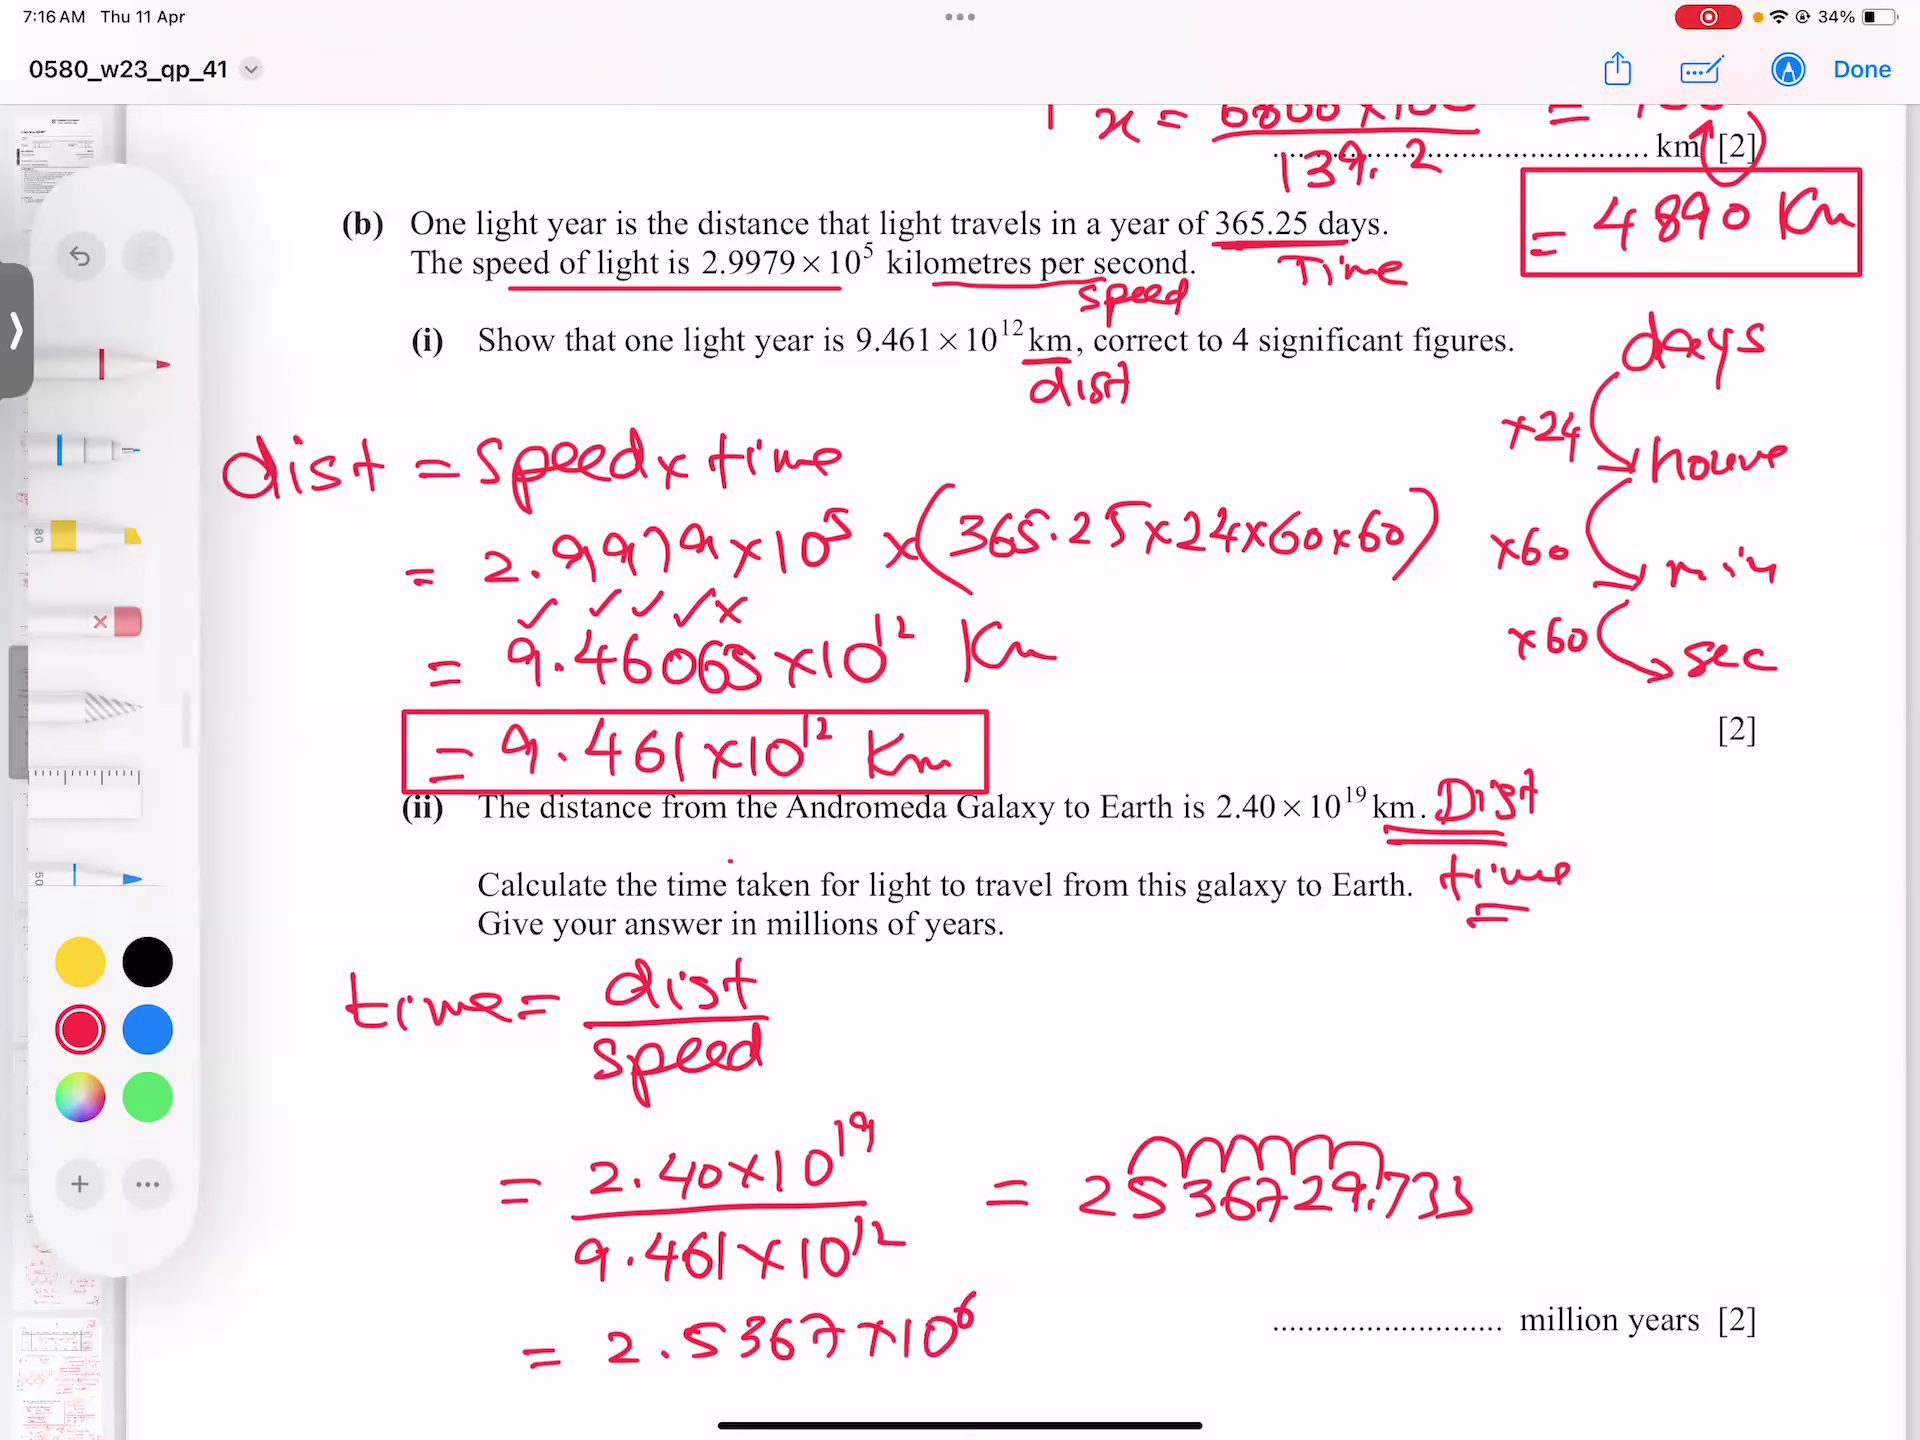 7:16 AM Thu 11 Apr
34%
0580_w23_qp_41
Done
x =
139.2
km [2]
= 4890 Km
(b) One light year is the distance that light travels in a year of 365.25 days.
The speed of light is 2.9979 × 10⁵ kilometres per second.
Time
speed
(i) Show that one light year is 9.461 × 10¹² km, correct to 4 significant figures.
dist
days
×24
dist = speed × time
= 2.9979 × 10⁵ × (365.25 × 24 × 60 × 60)
×60
min
✓ ✓ ✓ ✓ ×
= 9.46065 × 10¹² Km
×60
sec
[2]
= 9.461 × 10¹² Km
(ii) The distance from the Andromeda Galaxy to Earth is 2.40 × 10¹⁹ km. Dist
Calculate the time taken for light to travel from this galaxy to Earth. time
Give your answer in millions of years.
time = dist
speed
= 2.40 × 10¹⁹
9.461 × 10¹²
= 2536729.733
= 2.5367 × 10⁶
.......................... million years [2]
80
50